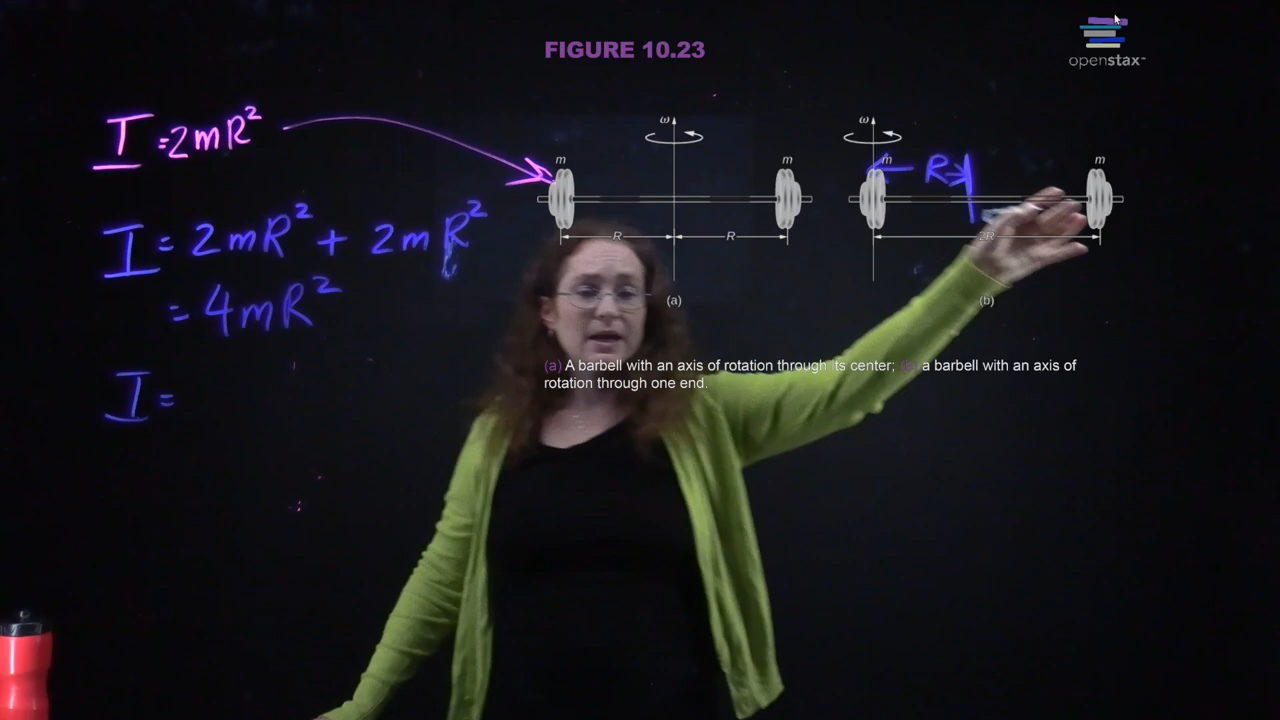 FIGURE 10.23
openstax™
I = 2mR²
I = 2mR² + 2mR²
= 4mR²
I =
ω
m
m
R
R
(a)
ω
m
R
m
2R
(b)
(a) A barbell with an axis of rotation through its center; (b) a barbell with an axis of
rotation through one end.